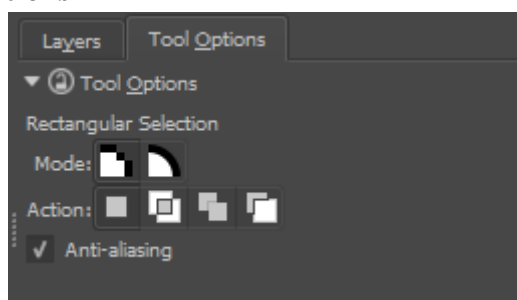 Layers Tool Options
Tool Options
Rectangular Selection
Mode:
Action:
Anti-aliasing